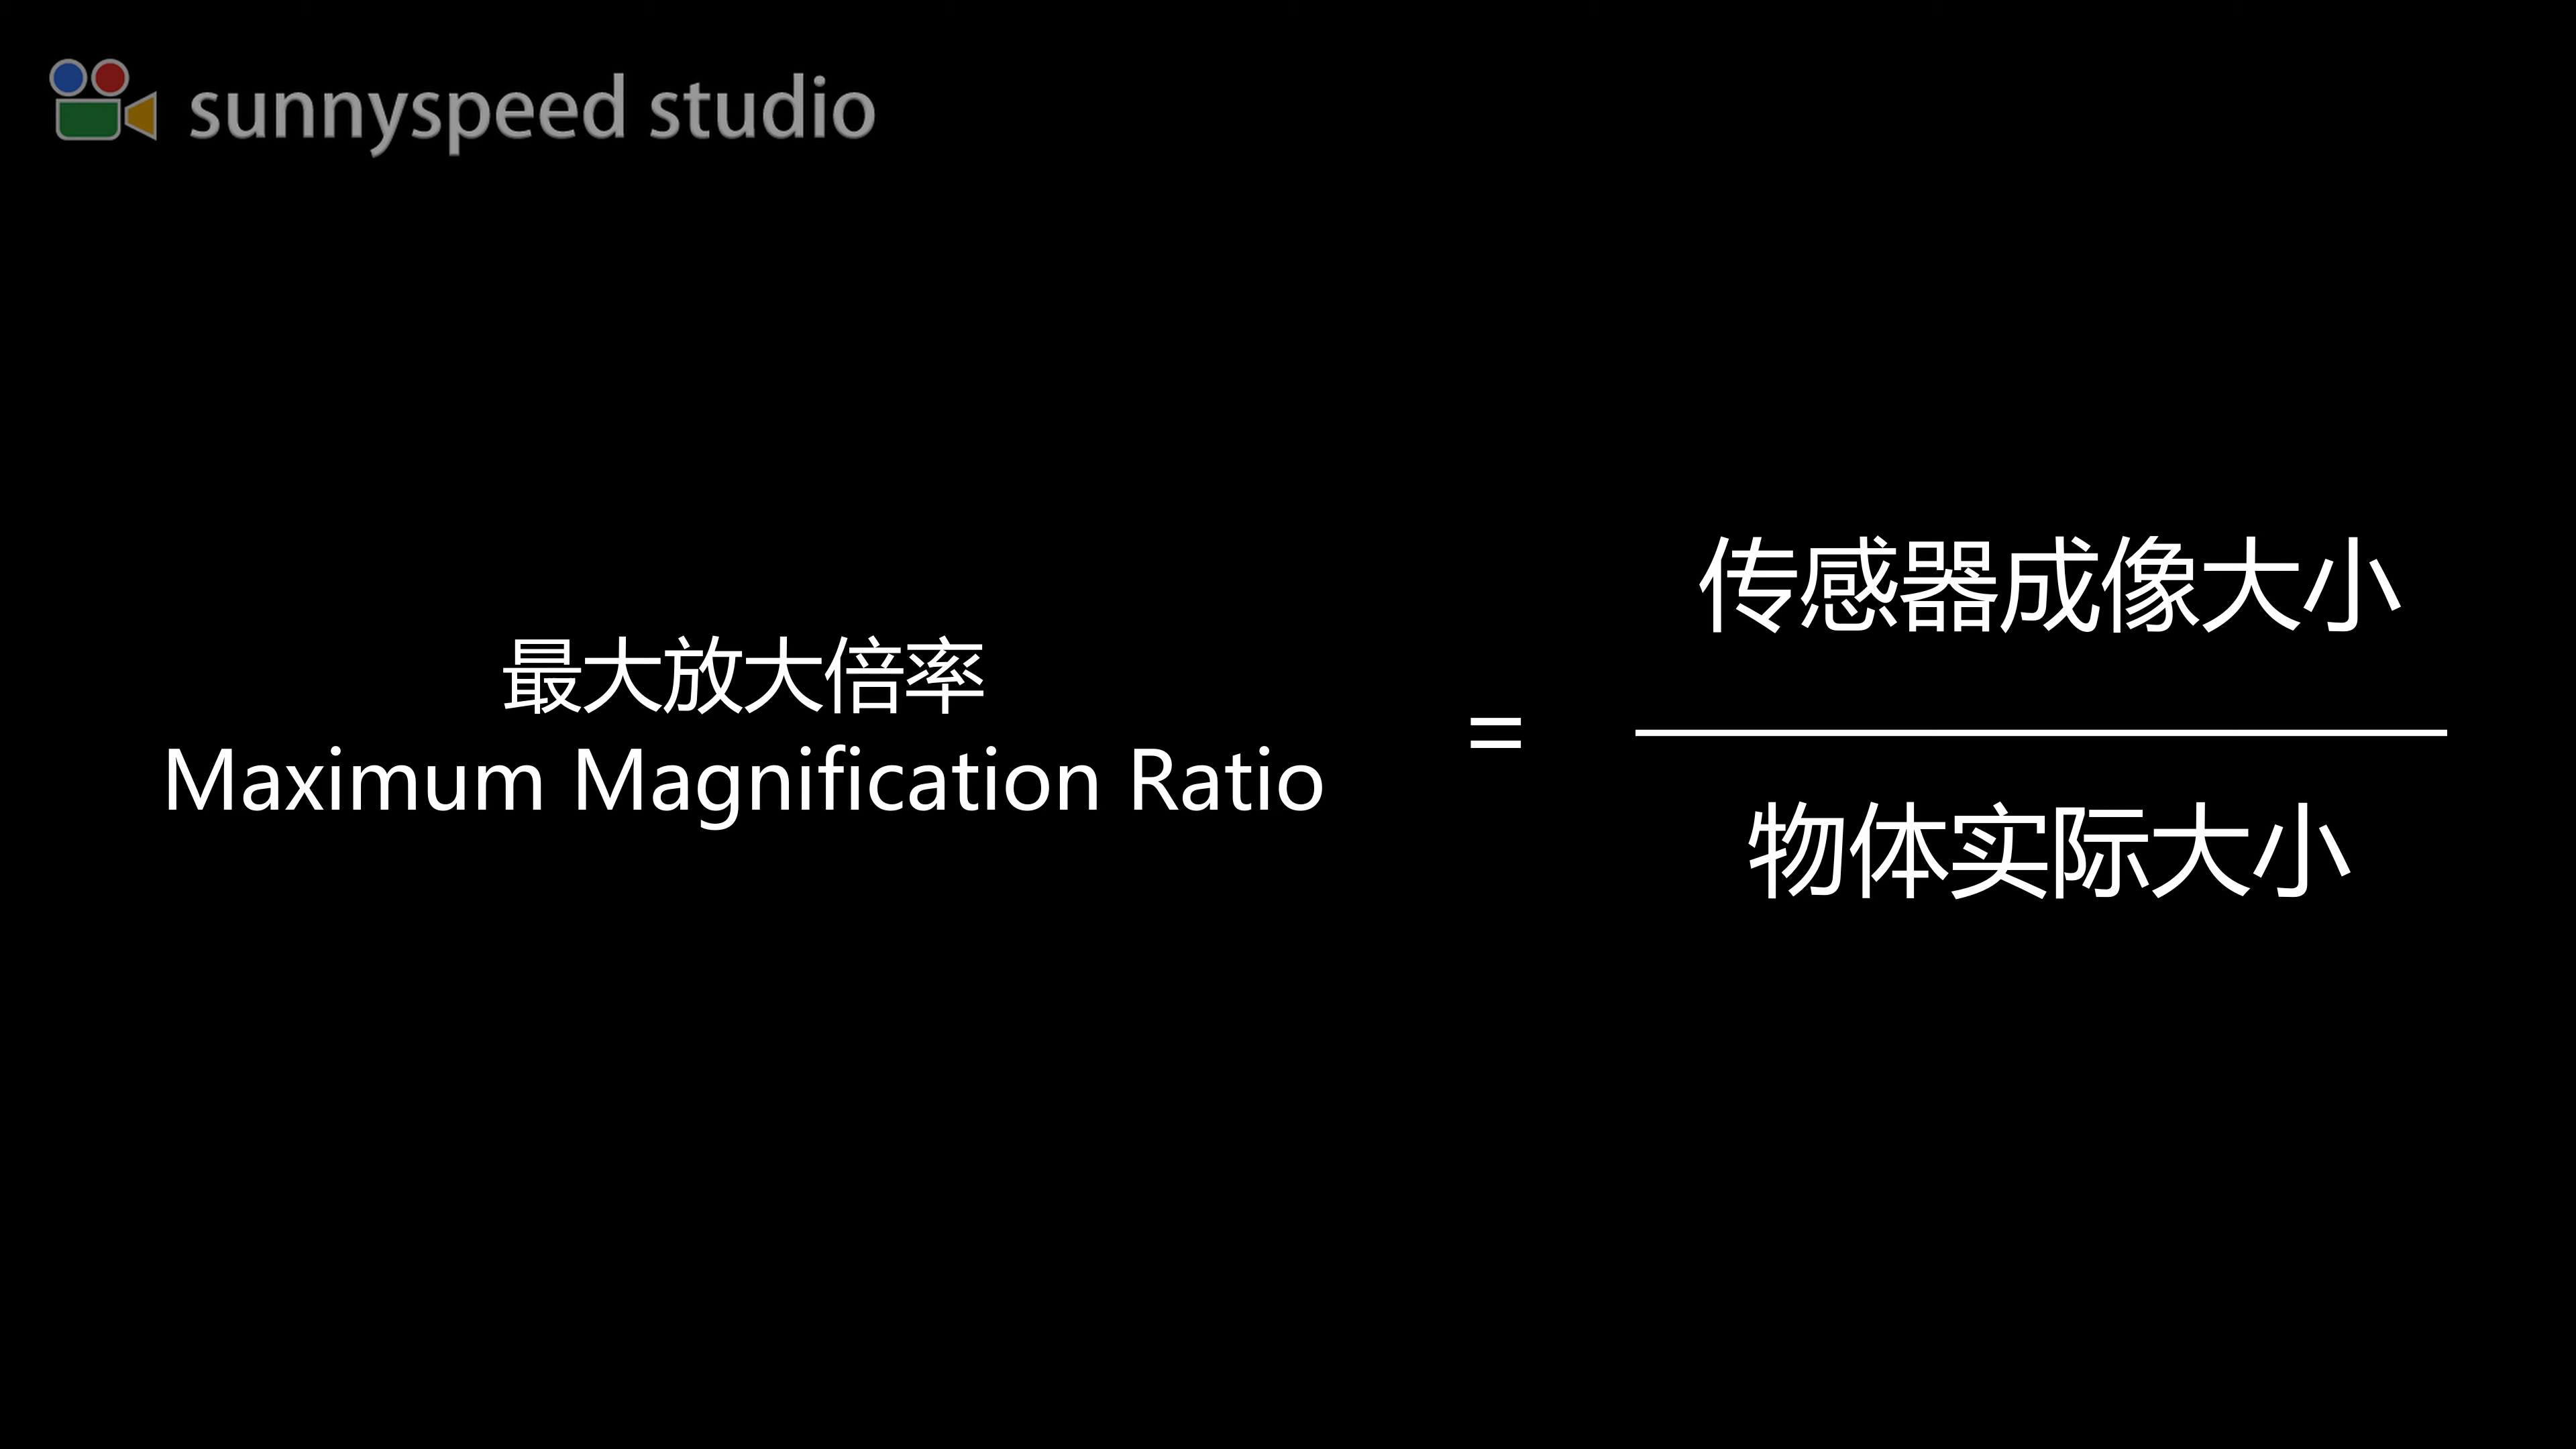 sunnyspeed studio
最大放大倍率
Maximum Magnification Ratio
=
传感器成像大小
物体实际大小